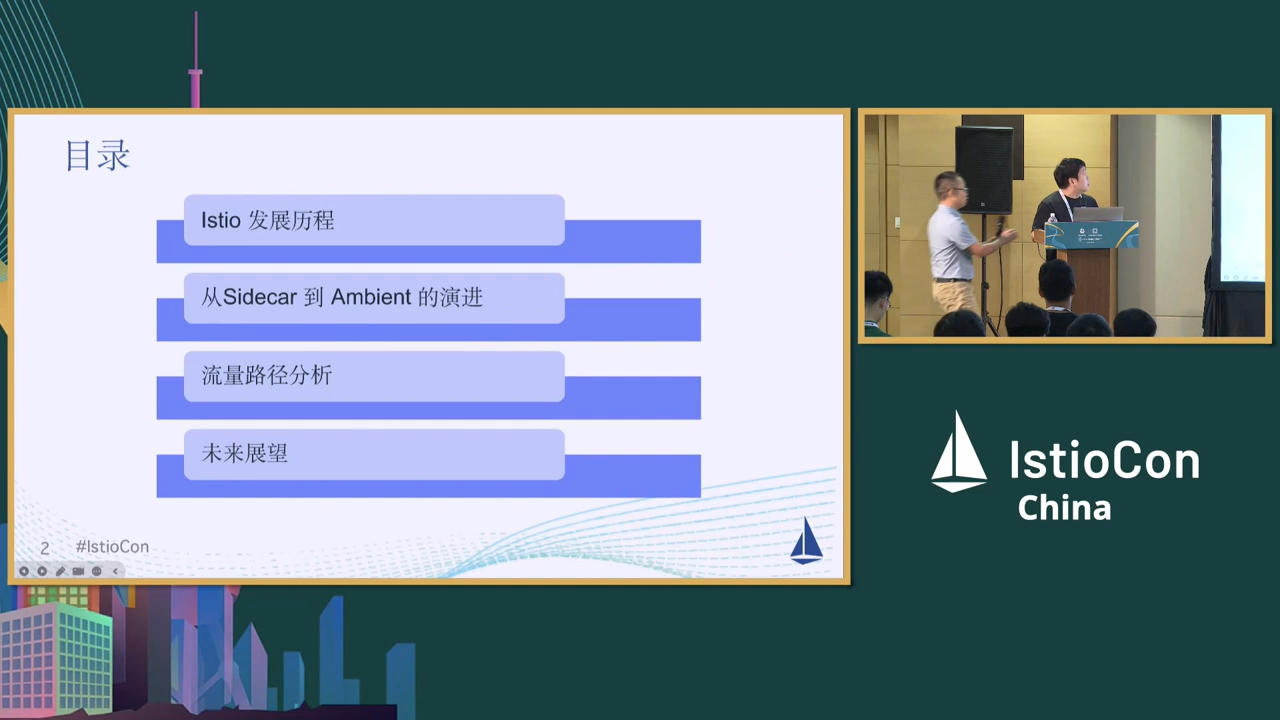 目录
Istio 发展历程
从Sidecar 到 Ambient 的演进
流量路径分析
未来展望
2
#IstioCon
IstioCon
China